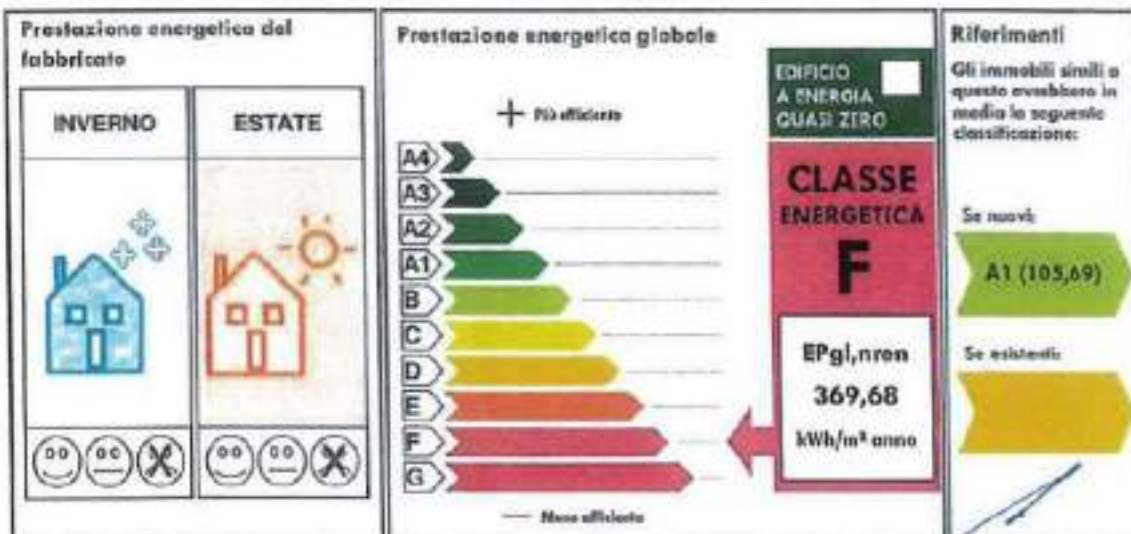 Prestazione energetica del
fabbricato
INVERNO
ESTATE
Prestazione energetica globale
Più efficiente
A4
A3
A2
A1
B
C
D
E
F
G
Meno efficiente
EDIFICIO
A ENERGIA
QUASI ZERO
CLASSE
ENERGETICA
F
EPgl,nren
369,68
kWh/m² anno
Riferimenti
Gli immobili simili a
questo avrebbero in
media la seguente
classificazione:
Se nuovi:
A1 (105,69)
Se esistenti: